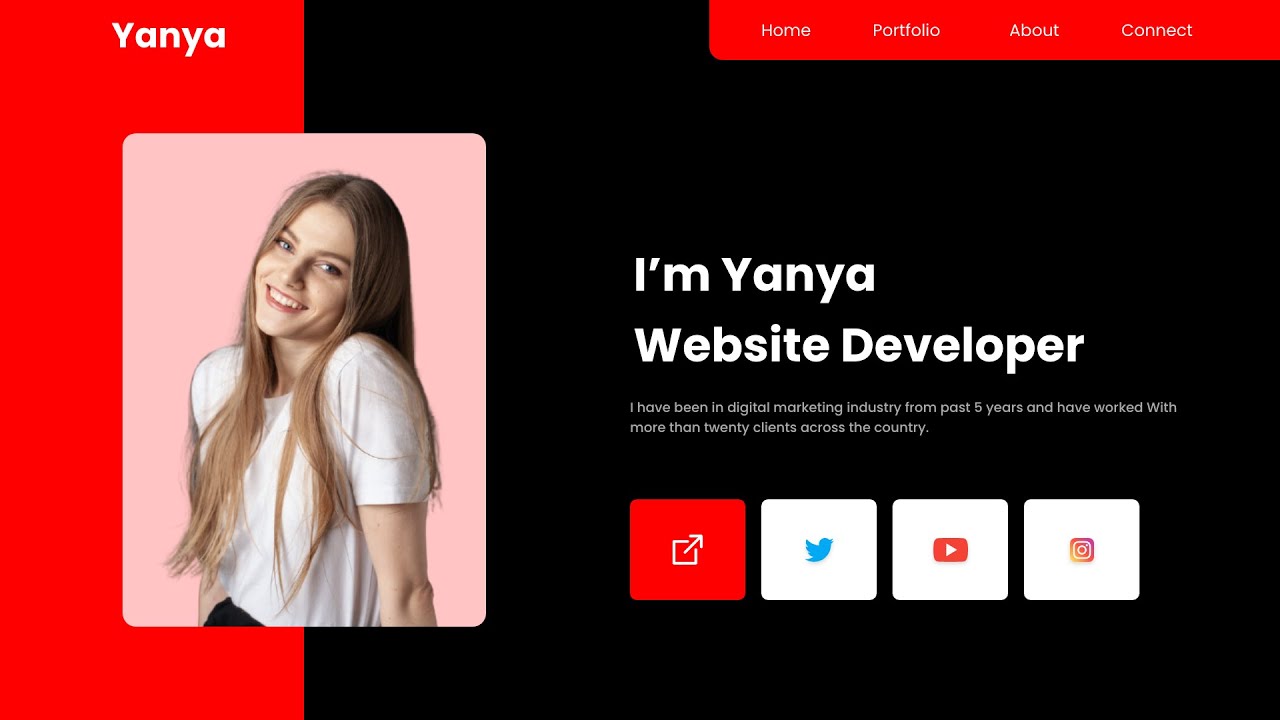 Yanya
Home Portfolio About Connect
I’m Yanya
Website Developer
I have been in digital marketing industry from past 5 years and have worked With
more than twenty clients across the country.